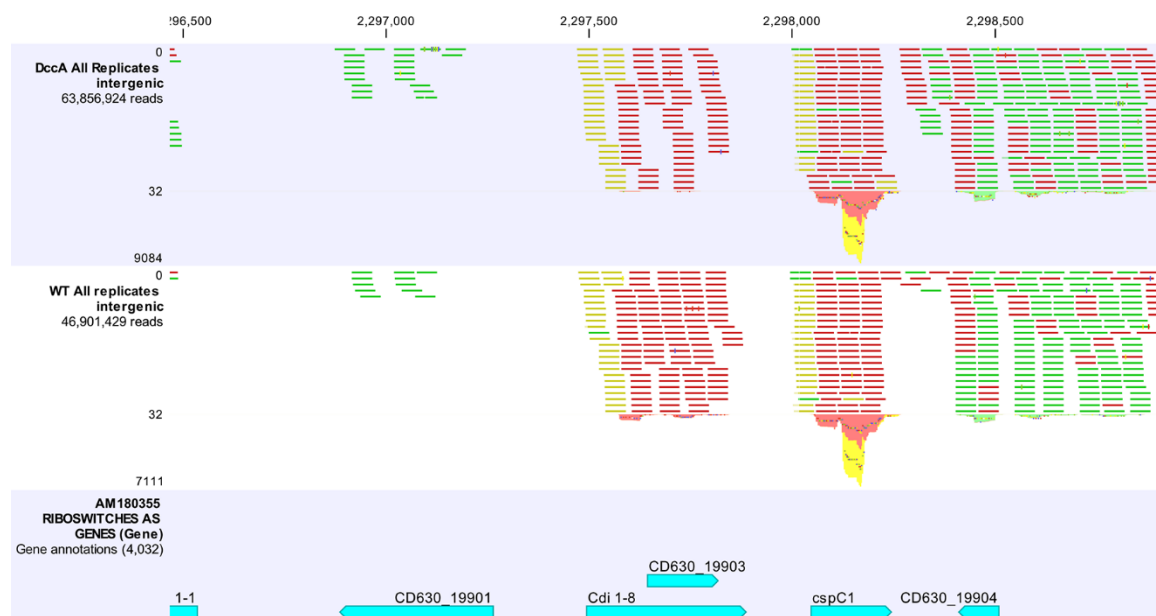 ?96,500 2,297,000 2,297,500 2,298,000 2,298,500
0
DccA All Replicates
intergenic
63,856,924 reads
32
9084
0
WT All replicates
intergenic
46,901,429 reads
32
7111
AM180355
RIBOSWITCHES AS
GENES (Gene)
Gene annotations (4,032)
CD630_19903
1-1 CD630_19901 Cdi 1-8 cspC1 CD630_19904